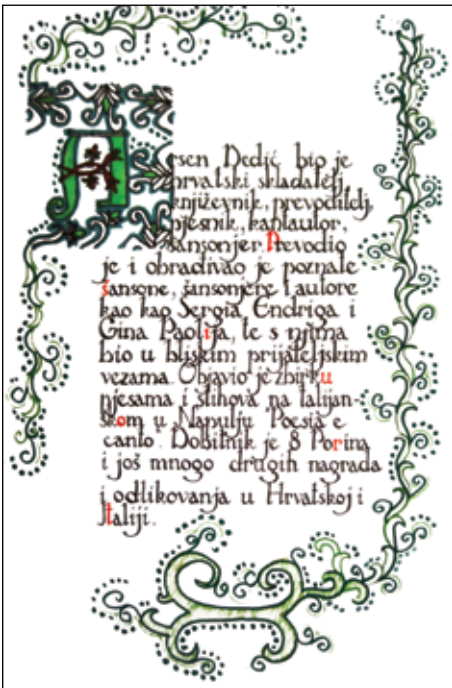 Arsen Dedić bio je
hrvatski skladatelj,
književnik, prevoditelj,
pjesnik, kantautor,
šansonjer. Prevodio
je i obrađivao je poznate
šansone, šansonjere i autore
kao kao Sergia Endriga i
Gina Paolija, te s njima
bio u bliskim prijateljskim
vezama. Objavio je zbirku
pjesama i stihova na talijan-
skom u Napulju Poesia e
canto. Dobitnik je 8 Porina
i još mnogo drugih nagrada
i odlikovanja u Hrvatskoj i
Italiji.